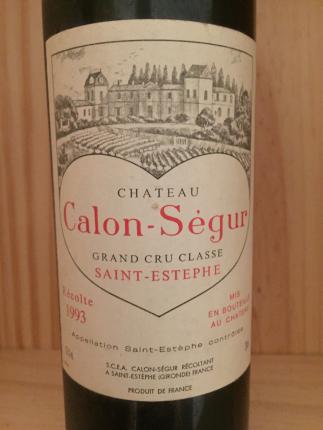 CHATEAU
Calon-Ségur
GRAND CRU CLASSE
SAINT-ESTEPHE
Récolte
1993
MIS
EN BOUTEILLE
AU CHATEAU
Appellation Saint-Estèphe contrôlée
S.C.E.A. CALON-SÉGUR RÉCOLTANT
A SAINT-ESTÈPHE (GIRONDE) FRANCE
PRODUIT DE FRANCE